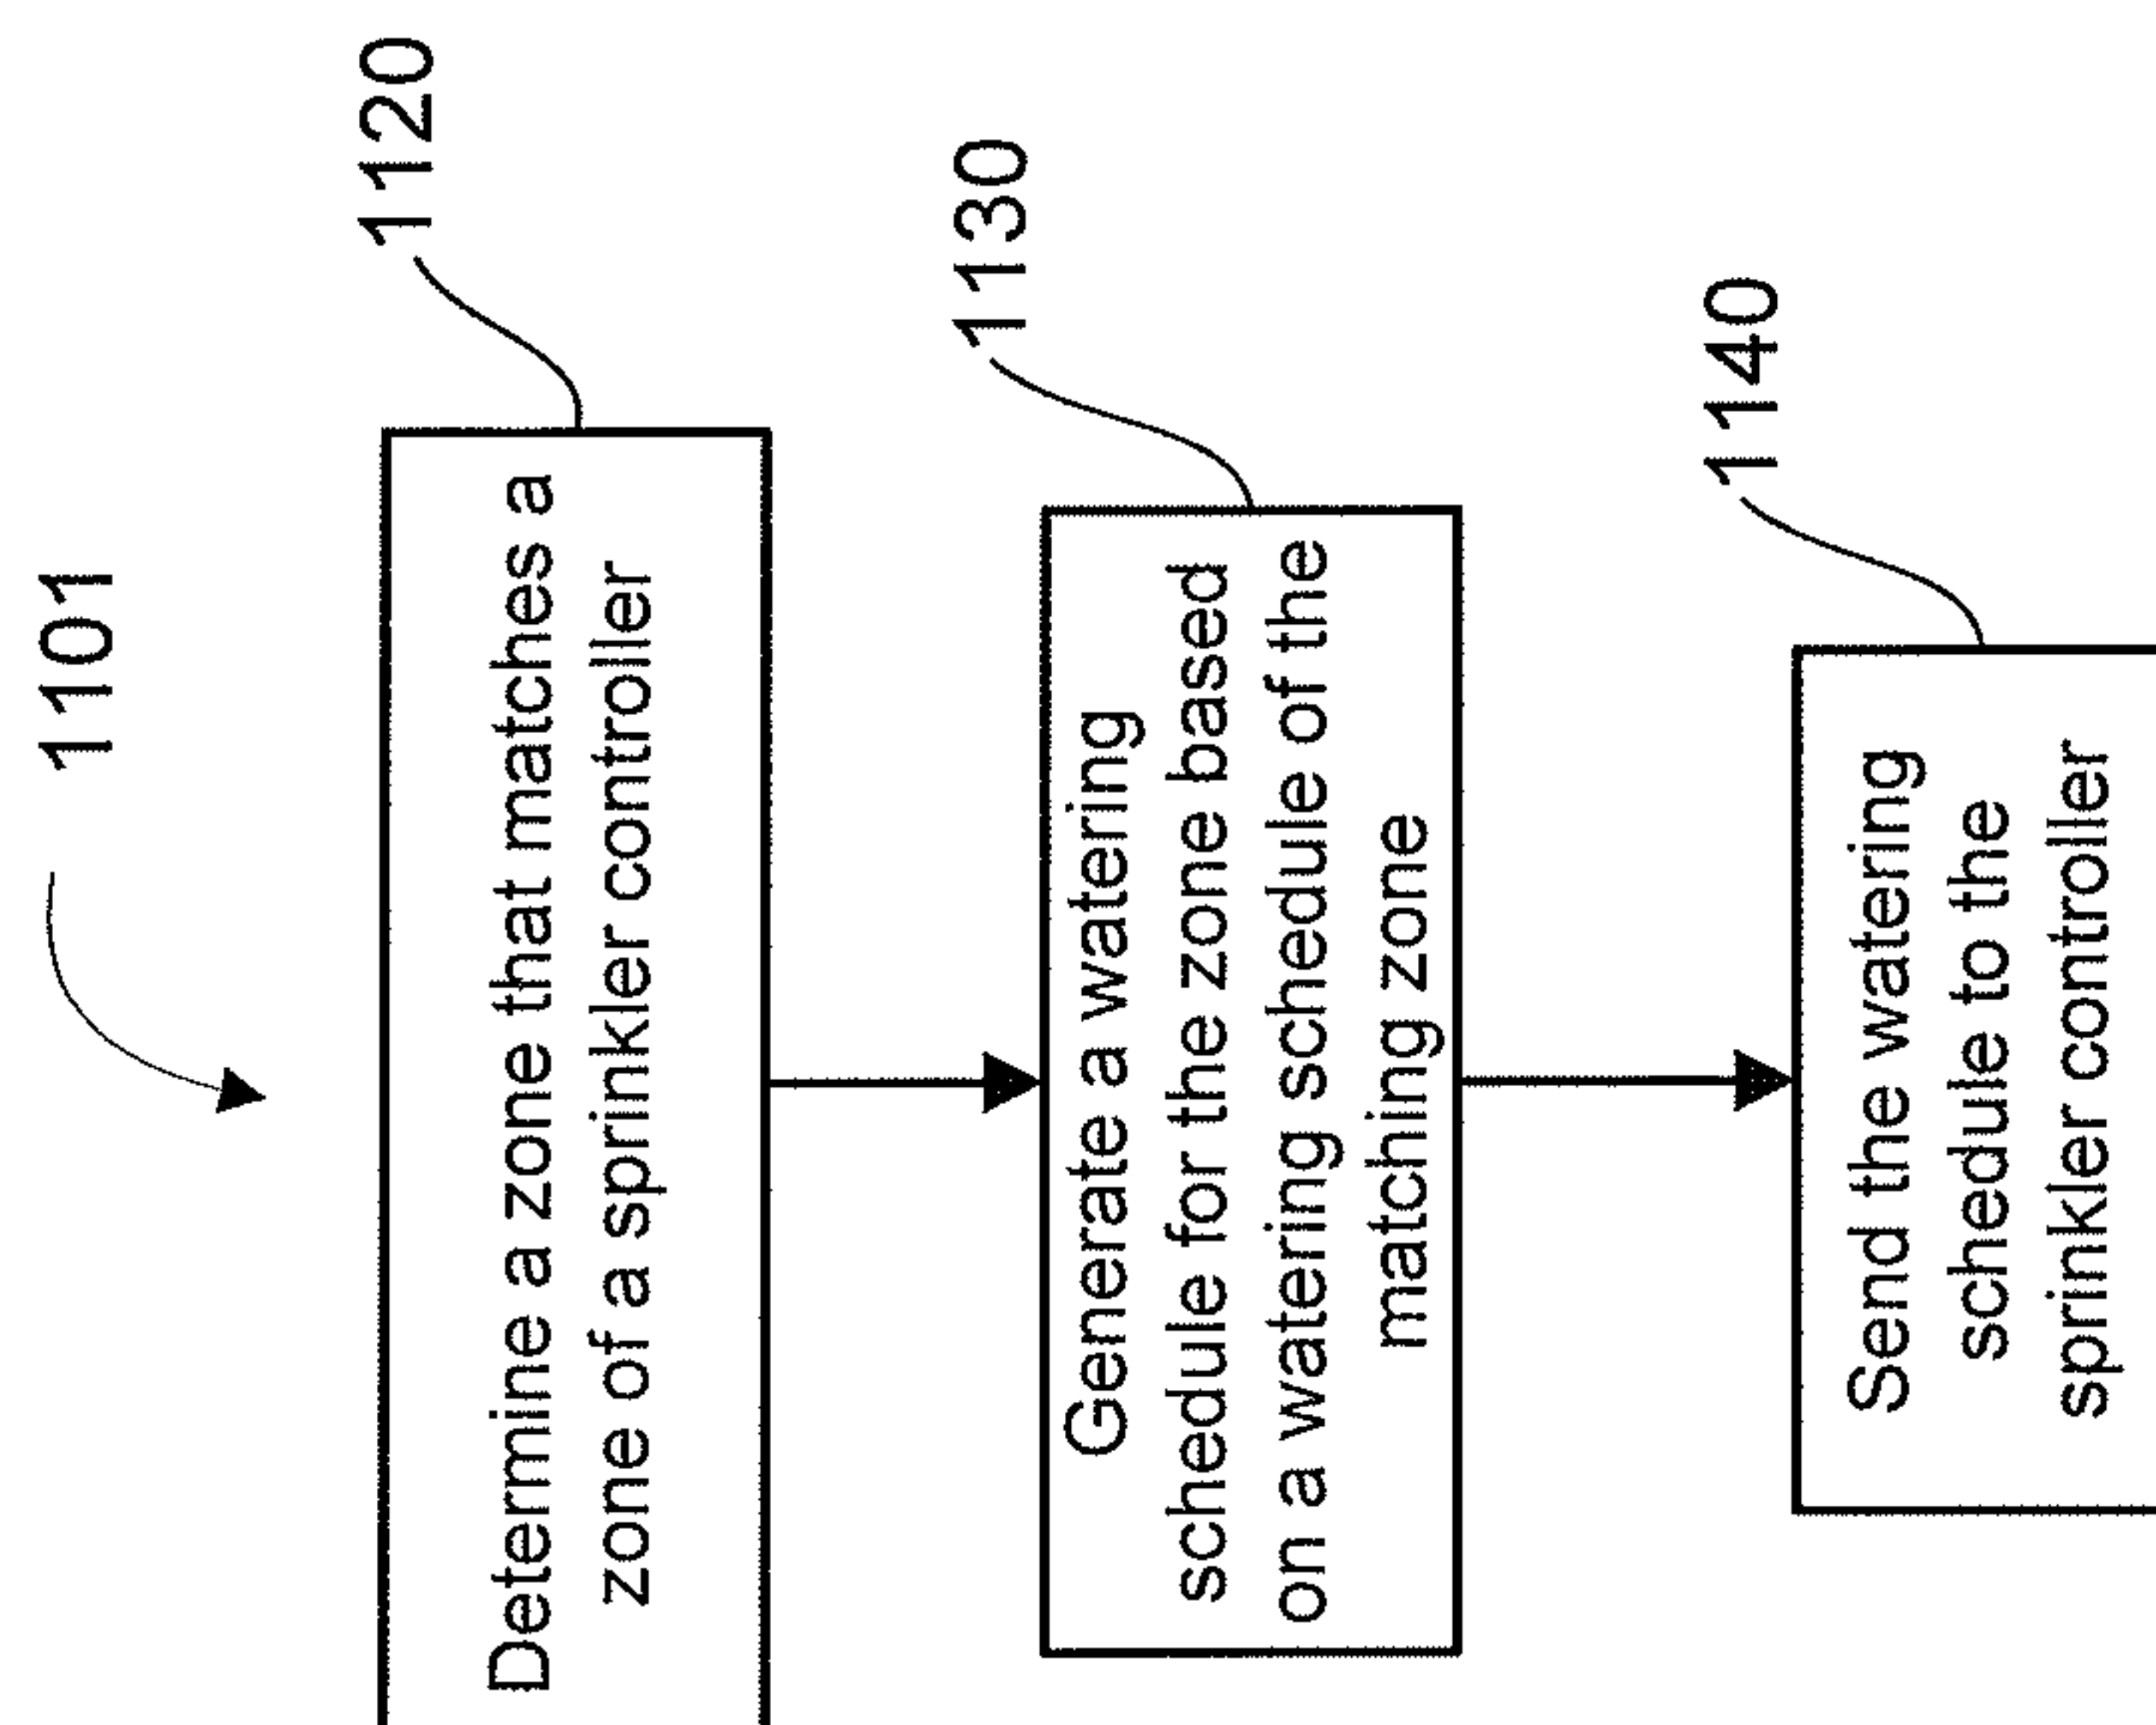 1101
1120
Determine a zone that matches a
zone of a sprinkler controller
1130
Generate a watering
schedule for the zone based
on a watering schedule of the
matching zone
1140
Send the watering
schedule to the
sprinkler controller